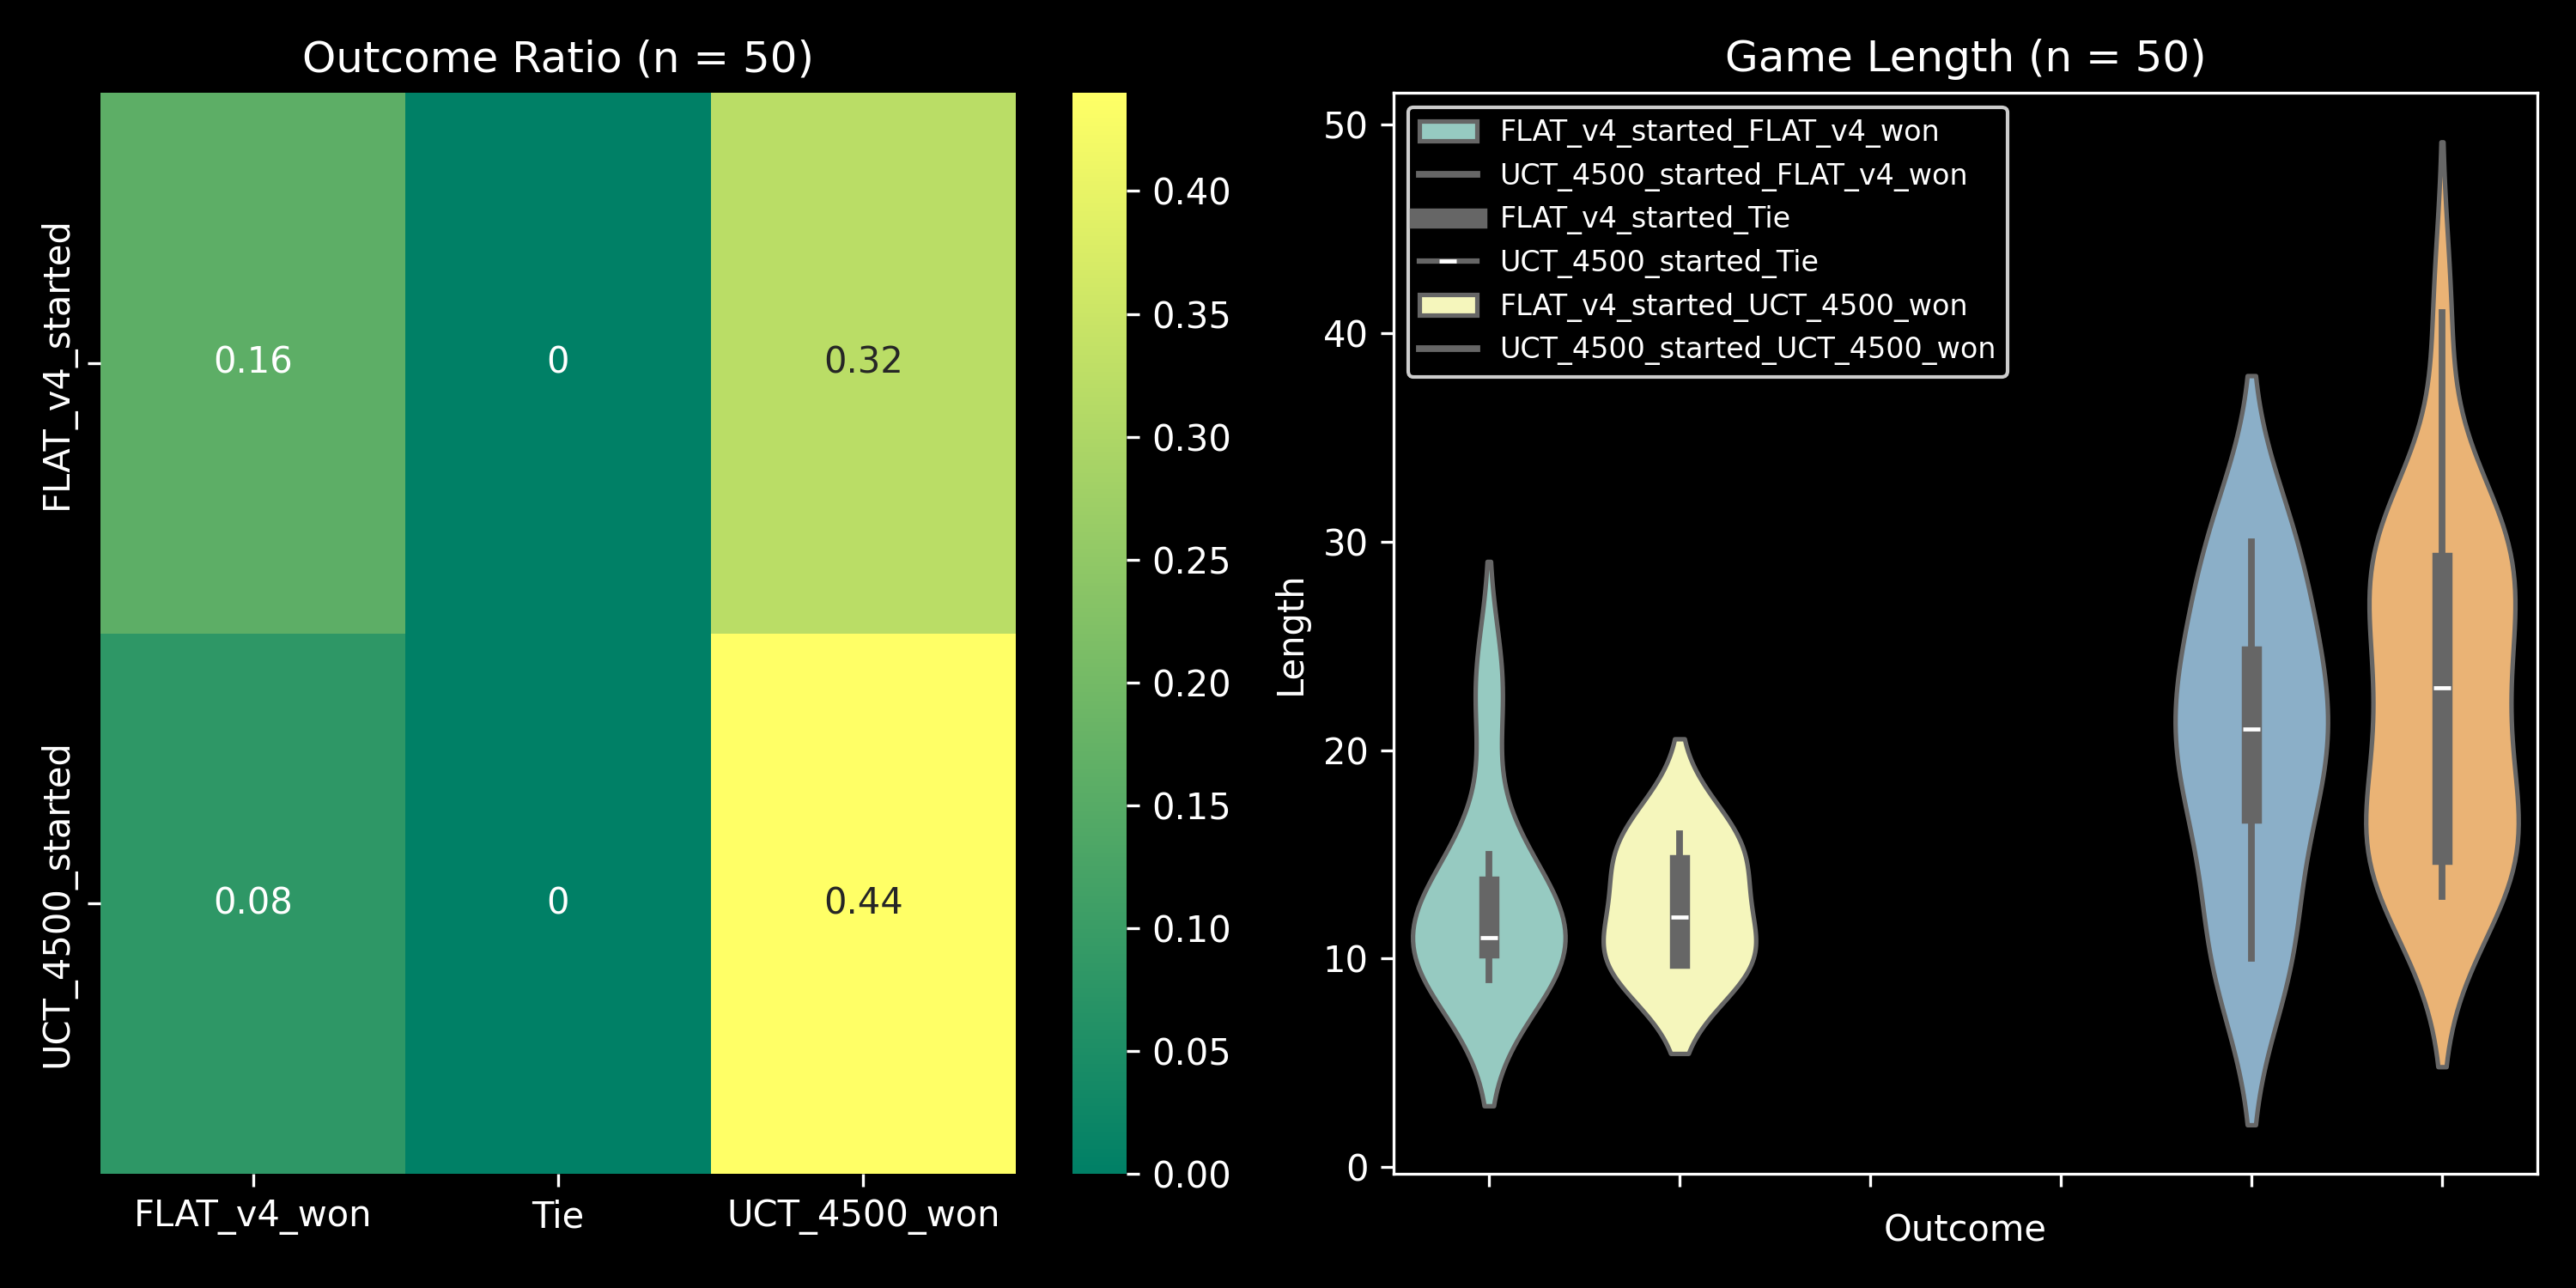 Outcome Ratio (n = 50)
FLAT_v4_started
UCT_4500_started
0.16
0
0.32
0.08
0
0.44
FLAT_v4_won
Tie
UCT_4500_won
0.40
0.35
0.30
0.25
0.20
0.15
0.10
0.05
0.00
Game Length (n = 50)
Length
50
40
30
20
10
0
FLAT_v4_started_FLAT_v4_won
UCT_4500_started_FLAT_v4_won
FLAT_v4_started_Tie
UCT_4500_started_Tie
FLAT_v4_started_UCT_4500_won
UCT_4500_started_UCT_4500_won
Outcome